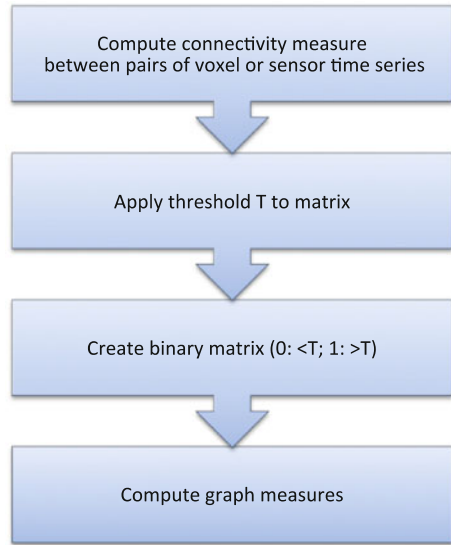 Compute connectivity measure
between pairs of voxel or sensor time series
Apply threshold T to matrix
Create binary matrix (0: <T; 1: >T)
Compute graph measures